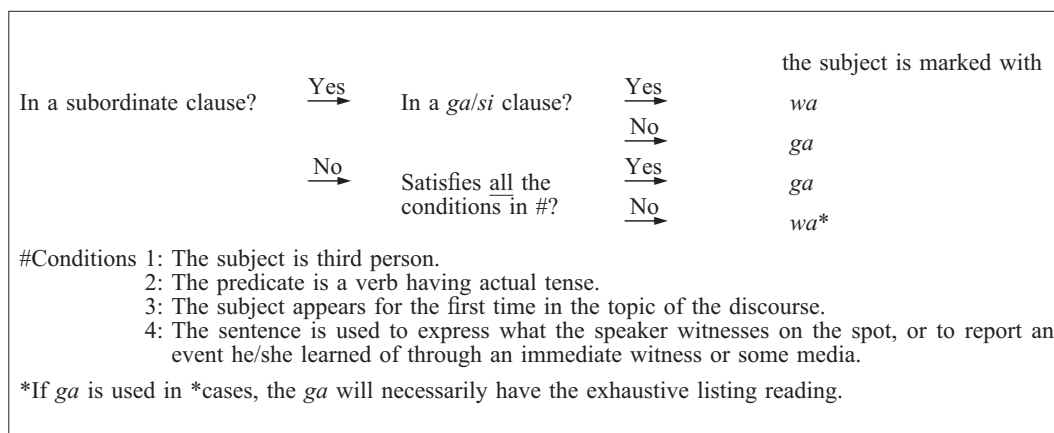 the subject is marked with
In a subordinate clause? Yes In a ga/si clause? Yes wa
No ga
No Satisfies all the Yes ga
conditions in #? No wa*
#Conditions 1: The subject is third person.
2: The predicate is a verb having actual tense.
3: The subject appears for the first time in the topic of the discourse.
4: The sentence is used to express what the speaker witnesses on the spot, or to report an
event he/she learned of through an immediate witness or some media.
*If ga is used in *cases, the ga will necessarily have the exhaustive listing reading.